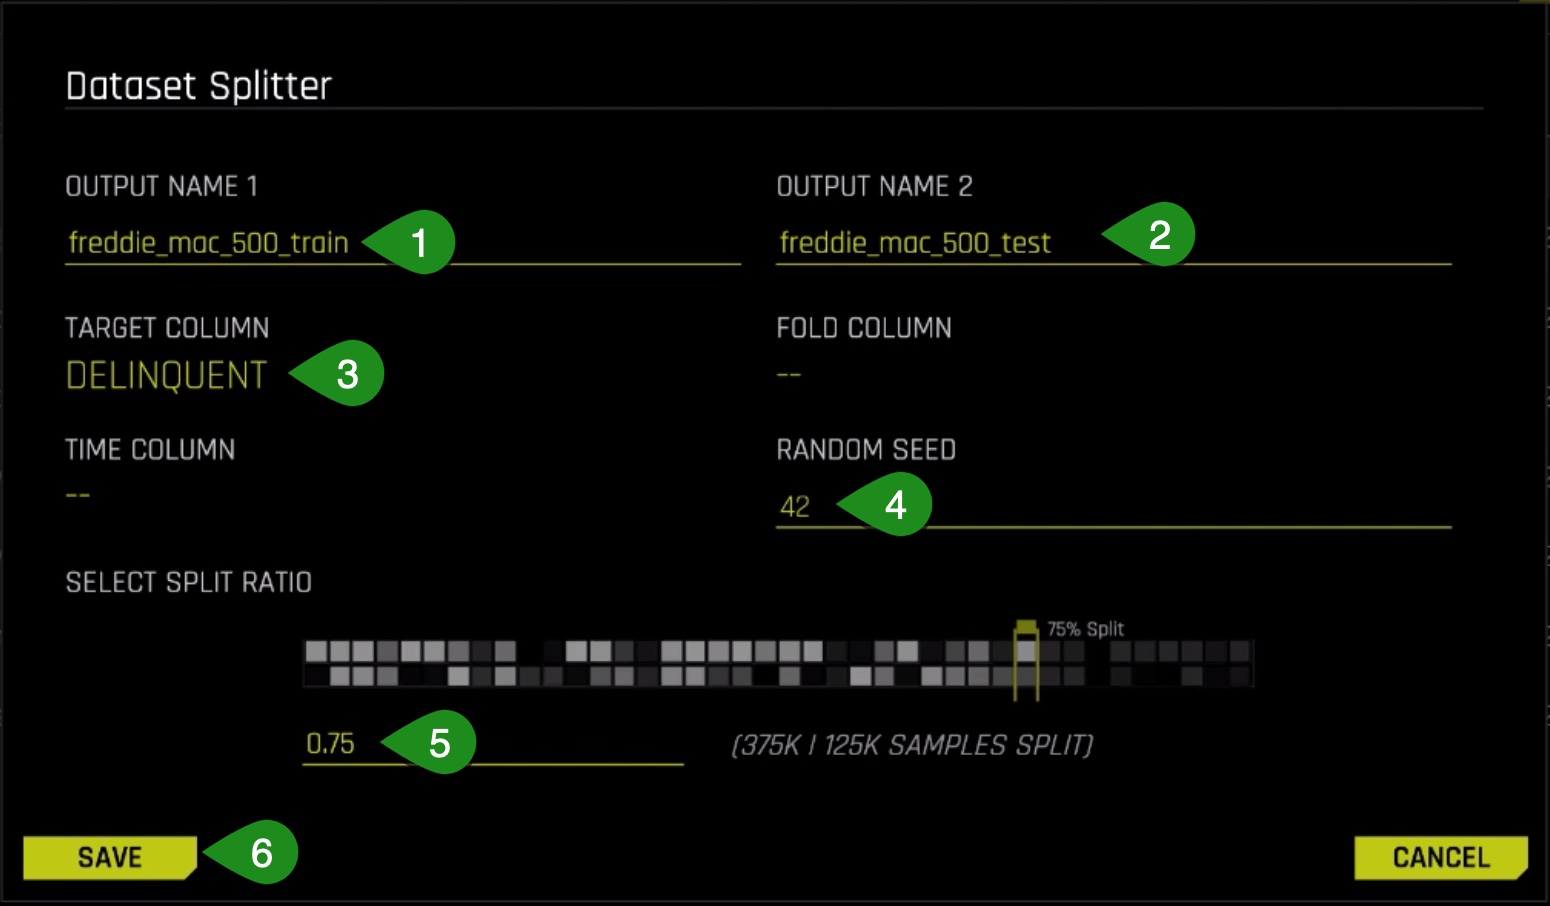 Dataset Splitter
OUTPUT NAME 1
freddie_mac_500_train
1
OUTPUT NAME 2
freddie_mac_500_test
2
TARGET COLUMN
DELINQUENT
3
FOLD COLUMN
--
TIME COLUMN
--
RANDOM SEED
42
4
SELECT SPLIT RATIO
75% Split
0.75
5
(375K | 125K SAMPLES SPLIT)
SAVE
6
CANCEL